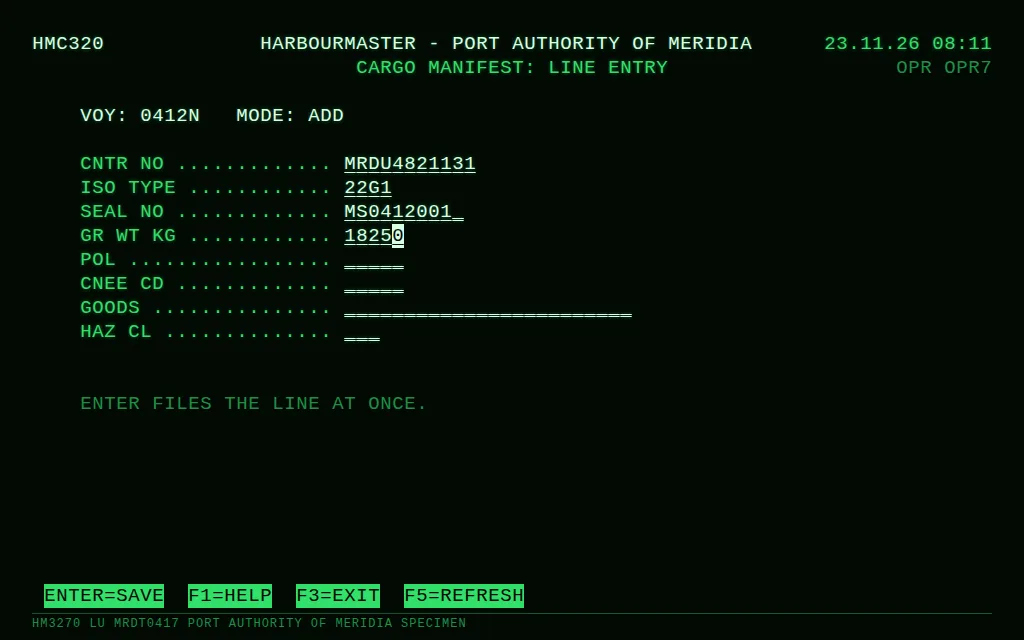 HMC320 HARBOURMASTER - PORT AUTHORITY OF MERIDIA 23.11.26 08:11
CARGO MANIFEST: LINE ENTRY OPR OPR7
VOY: 0412N MODE: ADD
CNTR NO ............. MRDU4821131
ISO TYPE ............ 22G1
SEAL NO ............. MS0412001_
GR WT KG ............ 18250
POL ................. _____
CNEE CD ............. _____
GOODS ............... ________________________
HAZ CL .............. ___
ENTER FILES THE LINE AT ONCE.
ENTER=SAVE F1=HELP F3=EXIT F5=REFRESH
HM3270 LU MRDT0417 PORT AUTHORITY OF MERIDIA SPECIMEN